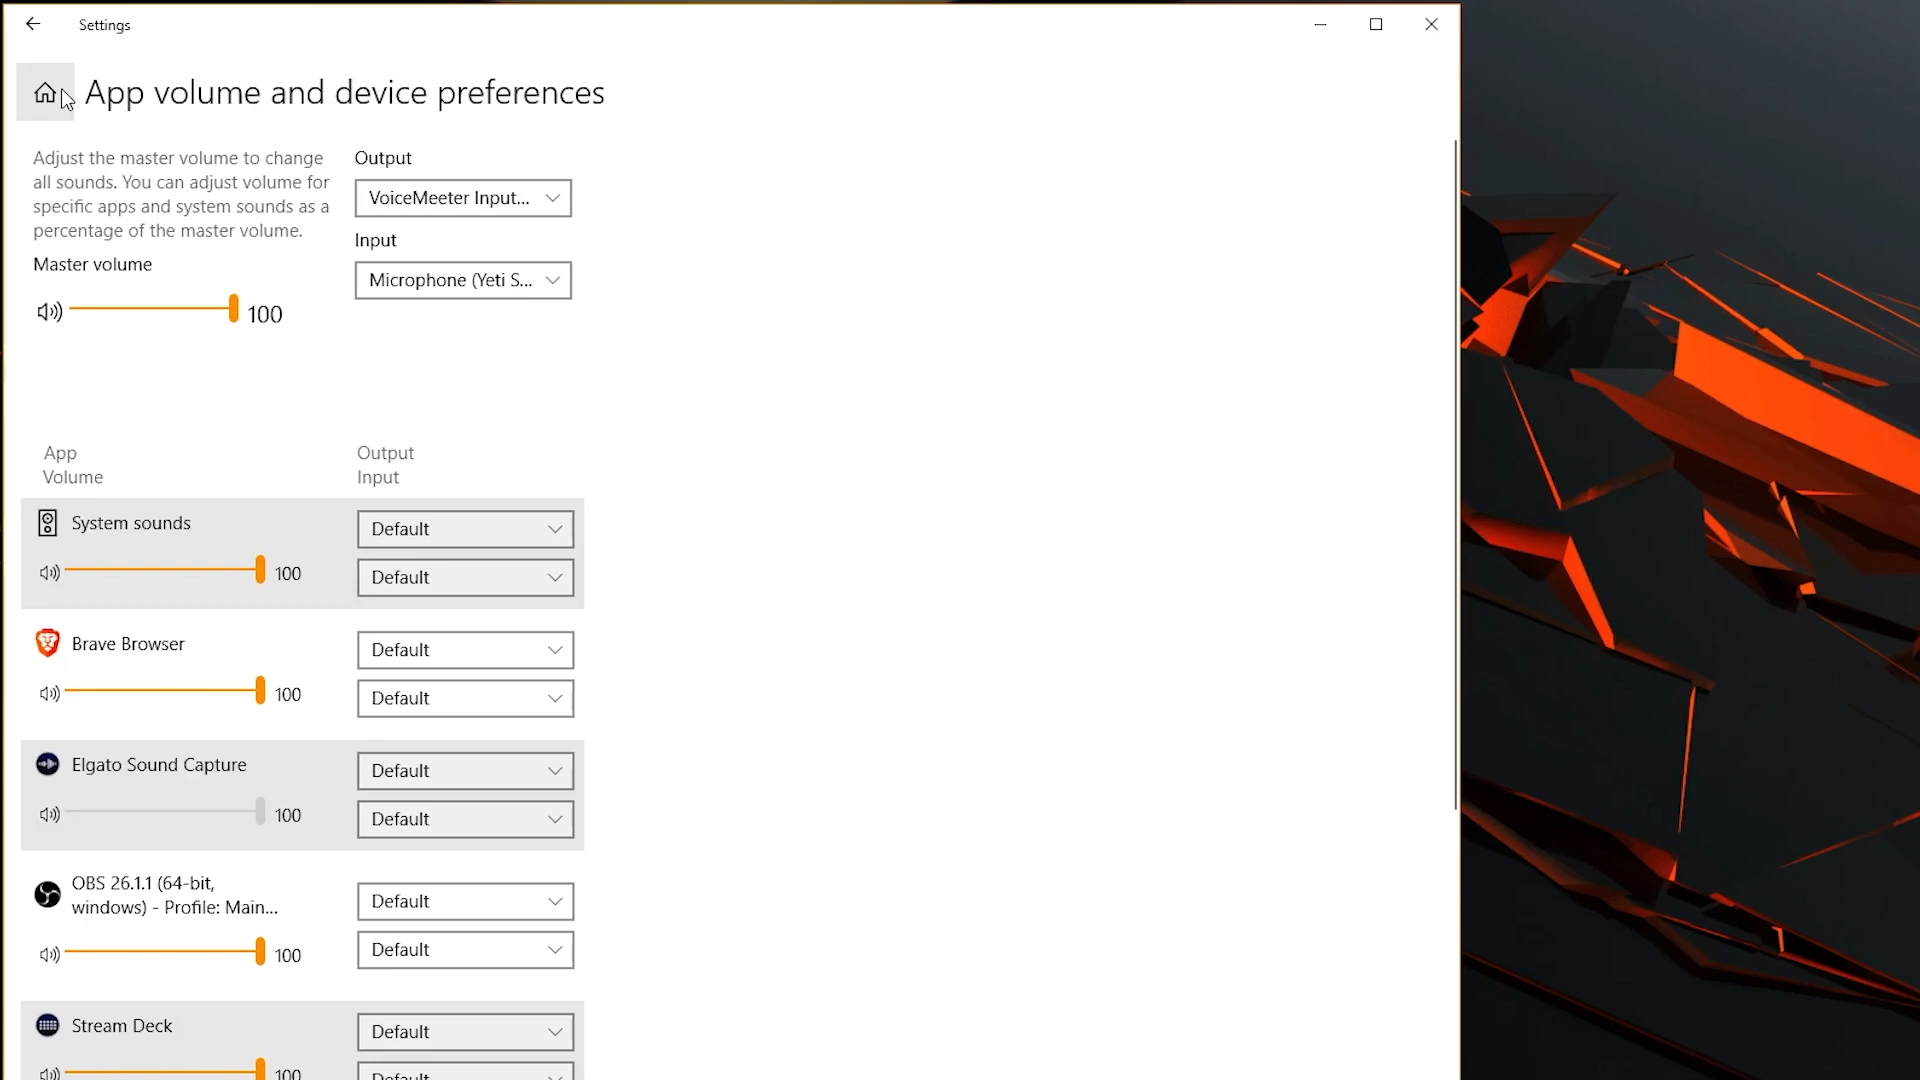 Settings
App volume and device preferences
Adjust the master volume to change
all sounds. You can adjust volume for
specific apps and system sounds as a
percentage of the master volume.
Master volume
100
Output
VoiceMeeter Input...
Input
Microphone (Yeti S...
App
Volume
Output
Input
System sounds
100
Default
Default
Brave Browser
100
Default
Default
Elgato Sound Capture
100
Default
Default
OBS 26.1.1 (64-bit,
windows) - Profile: Main...
100
Default
Default
Stream Deck
100
Default
Default